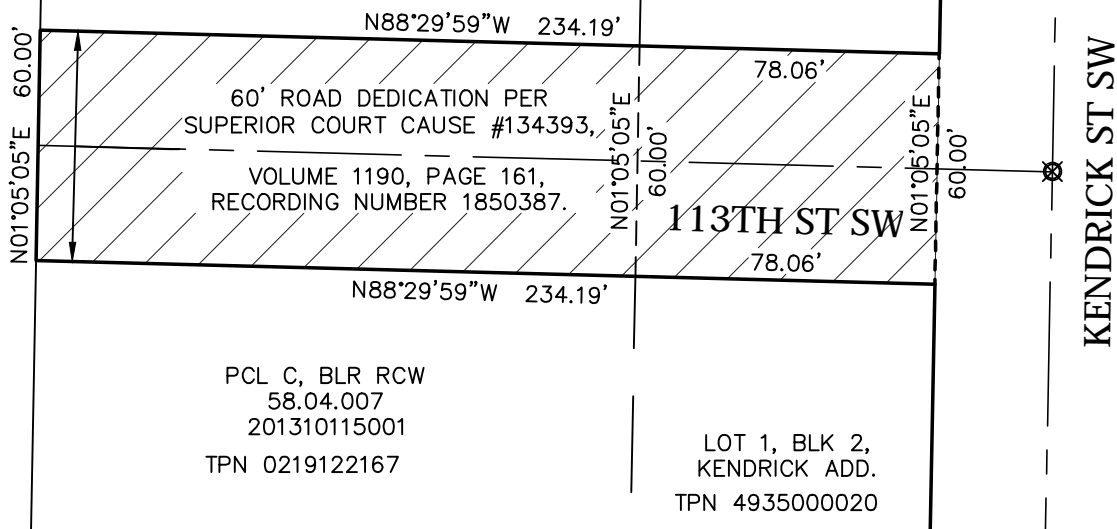 N88°29'59"W 234.19'
N01°05'05"E 60.00'
78.06'
60' ROAD DEDICATION PER
SUPERIOR COURT CAUSE #134393,
VOLUME 1190, PAGE 161,
RECORDING NUMBER 1850387.
N01°05'05"E
60.00'
N01°05'05"E
60.00'
113TH ST SW
78.06'
N88°29'59"W 234.19'
KENDRICK ST SW
PCL C, BLR RCW
58.04.007
201310115001
TPN 0219122167
LOT 1, BLK 2,
KENDRICK ADD.
TPN 4935000020